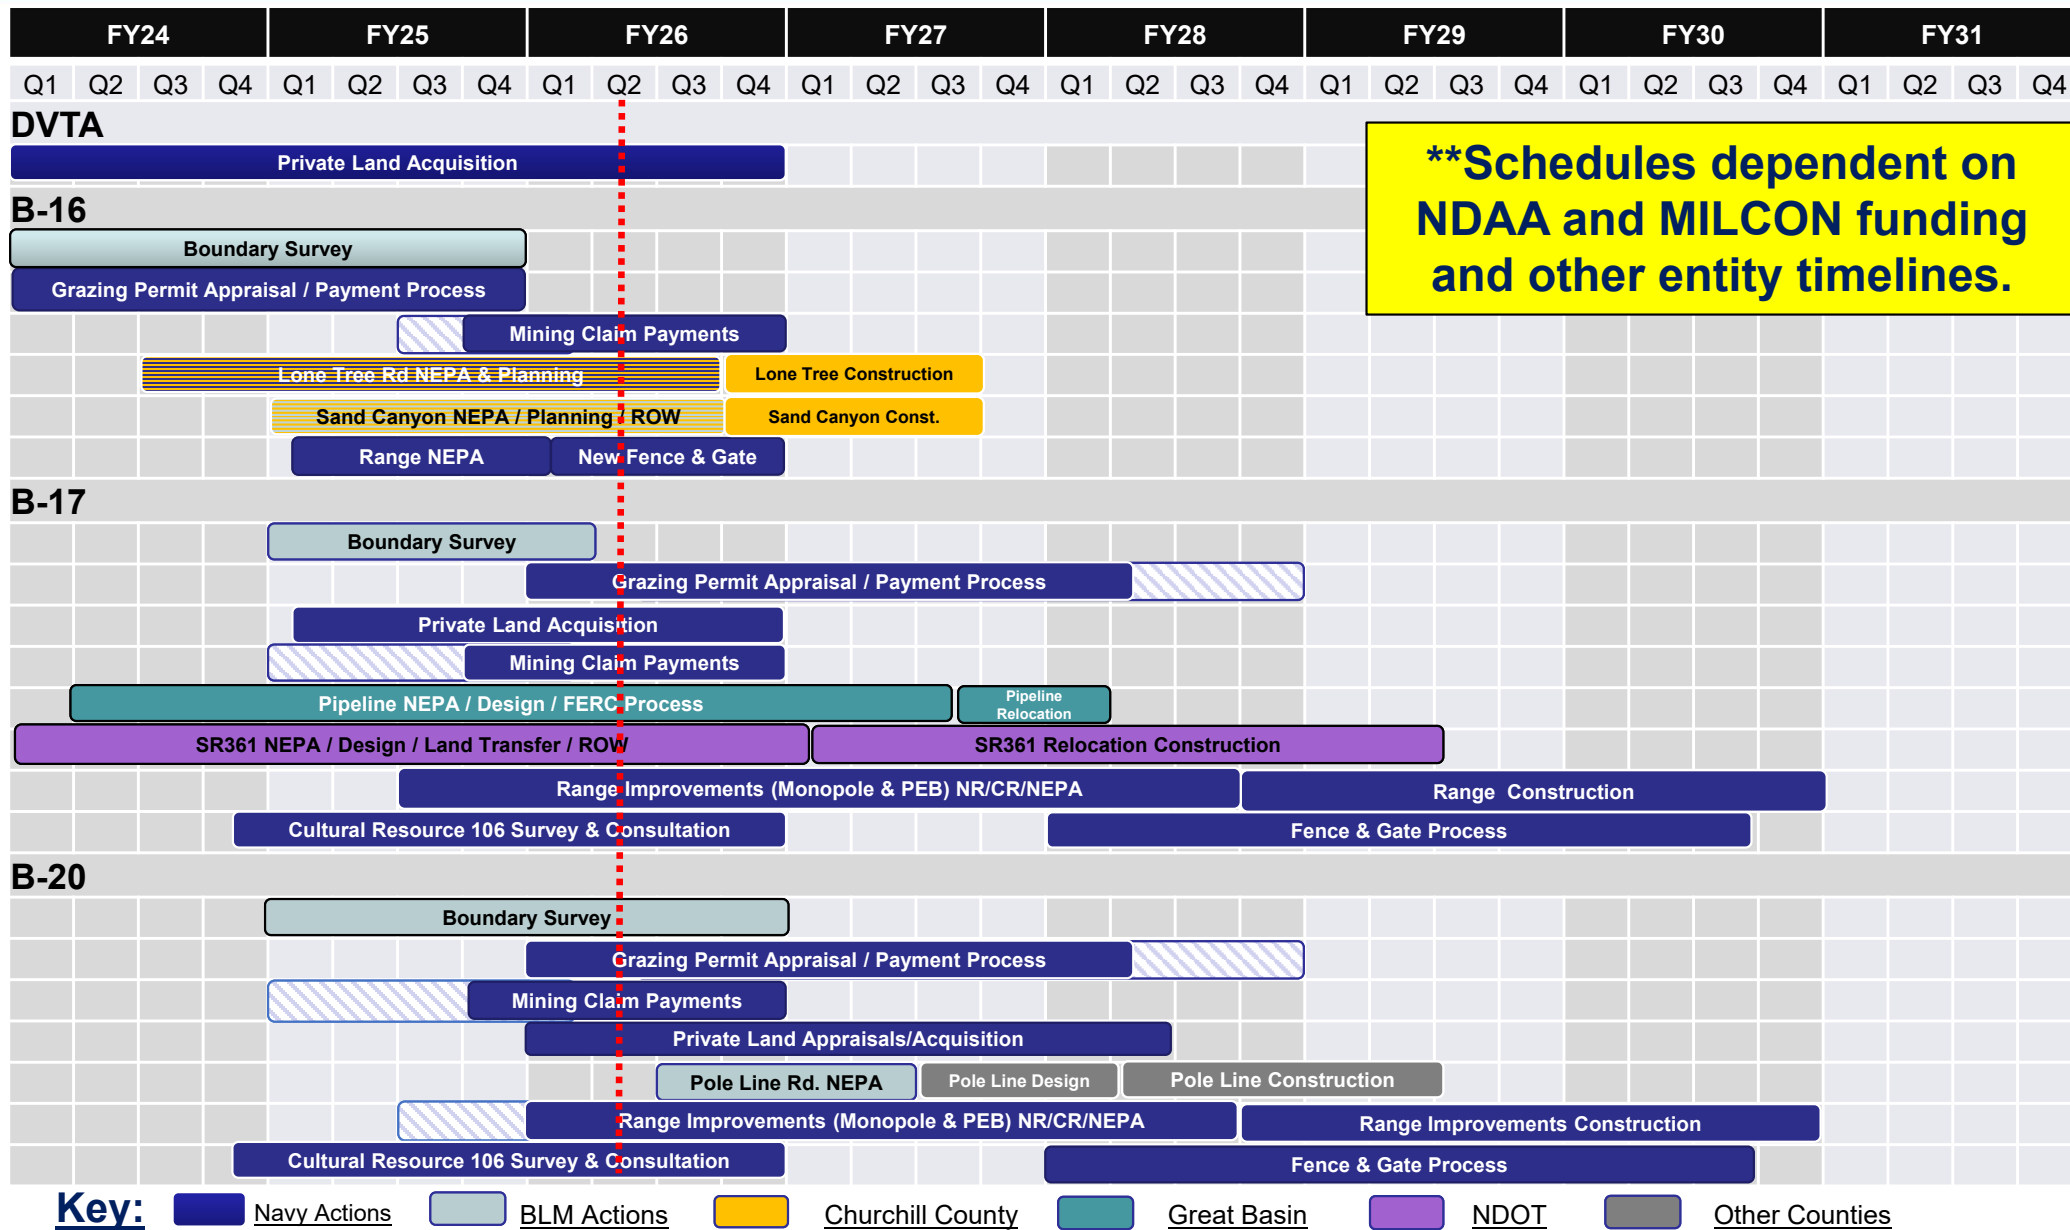 FY24 FY25 FY26 FY27 FY28 FY29 FY30 FY31
Q1 Q2 Q3 Q4 Q1 Q2 Q3 Q4 Q1 Q2 Q3 Q4 Q1 Q2 Q3 Q4 Q1 Q2 Q3 Q4 Q1 Q2 Q3 Q4 Q1 Q2 Q3 Q4 Q1 Q2 Q3 Q4
DVTA
Private Land Acquisition
**Schedules dependent on
NDAA and MILCON funding
and other entity timelines.
B-16
Boundary Survey
Grazing Permit Appraisal / Payment Process
Mining Claim Payments
Lone Tree Rd NEPA & Planning Lone Tree Construction
Sand Canyon NEPA / Planning / ROW Sand Canyon Const.
Range NEPA New Fence & Gate
B-17
Boundary Survey
Grazing Permit Appraisal / Payment Process
Private Land Acquisition
Mining Claim Payments
Pipeline NEPA / Design / FERC Process Pipeline
Relocation
SR361 NEPA / Design / Land Transfer / ROW SR361 Relocation Construction
Range Improvements (Monopole & PEB) NR/CR/NEPA Range Construction
Cultural Resource 106 Survey & Consultation Fence & Gate Process
B-20
Boundary Survey
Grazing Permit Appraisal / Payment Process
Mining Claim Payments
Private Land Appraisals/Acquisition
Pole Line Rd. NEPA Pole Line Design Pole Line Construction
Range Improvements (Monopole & PEB) NR/CR/NEPA Range Improvements Construction
Cultural Resource 106 Survey & Consultation Fence & Gate Process
Key: Navy Actions BLM Actions Churchill County Great Basin NDOT Other Counties